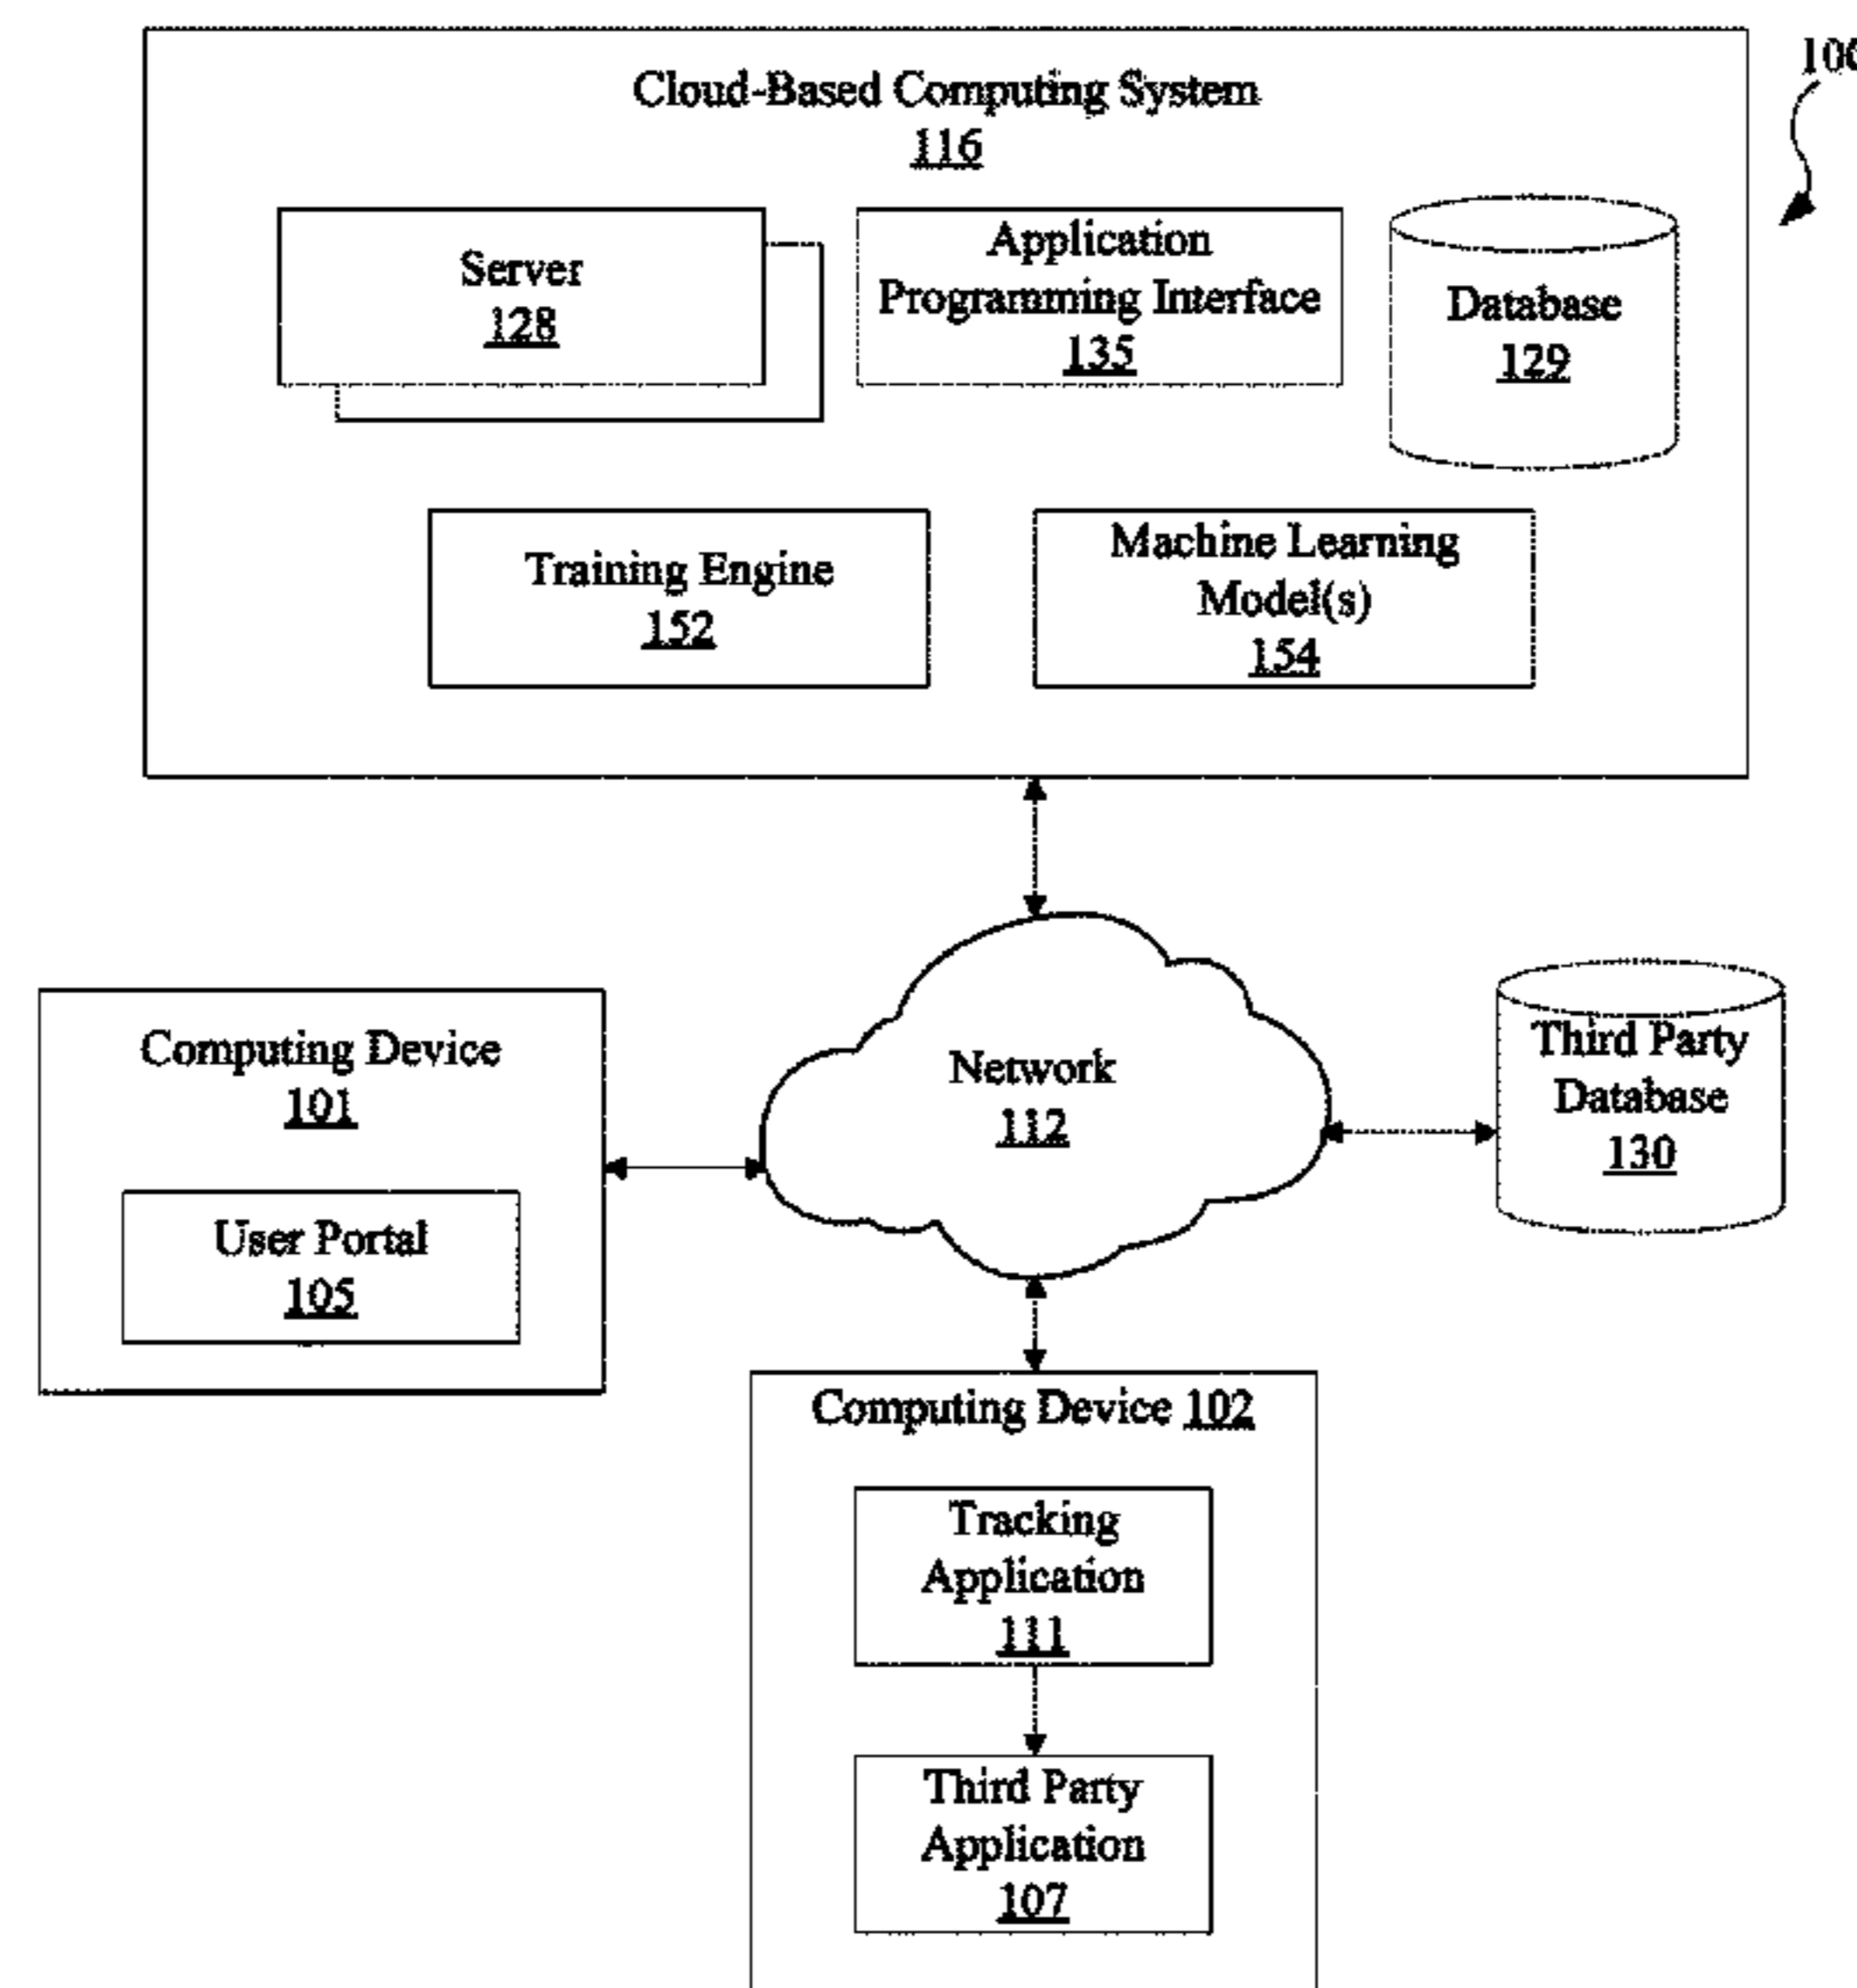 Cloud-Based Computing System
116
Server
128
Application
Programming Interface
135
Database
129
Training Engine
152
Machine Learning
Model(s)
154
Computing Device
101
User Portal
105
Network
112
Third Party
Database
130
Computing Device 102
Tracking
Application
111
Third Party
Application
107